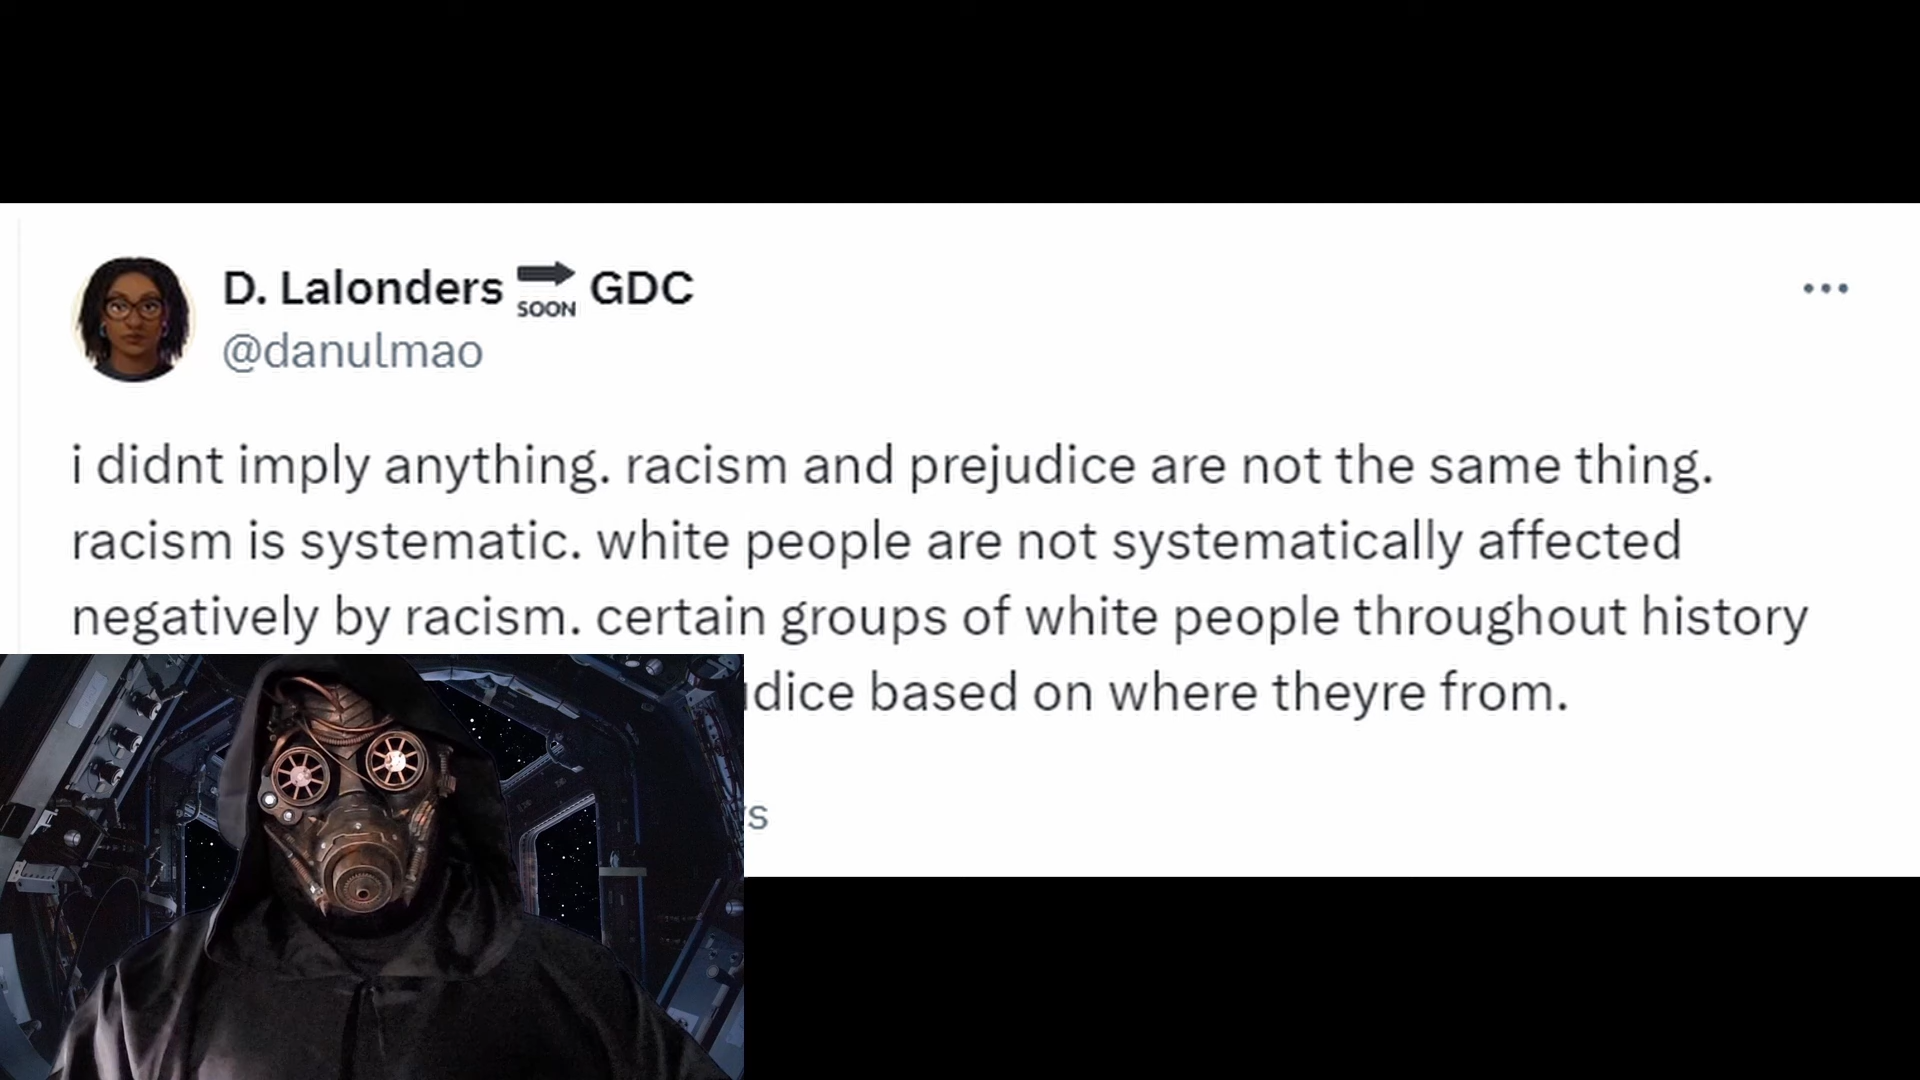 D. Lalonders SOON GDC
@danulmao
i didnt imply anything. racism and prejudice are not the same thing.
racism is systematic. white people are not systematically affected
negatively by racism. certain groups of white people throughout history
based on where theyre from.